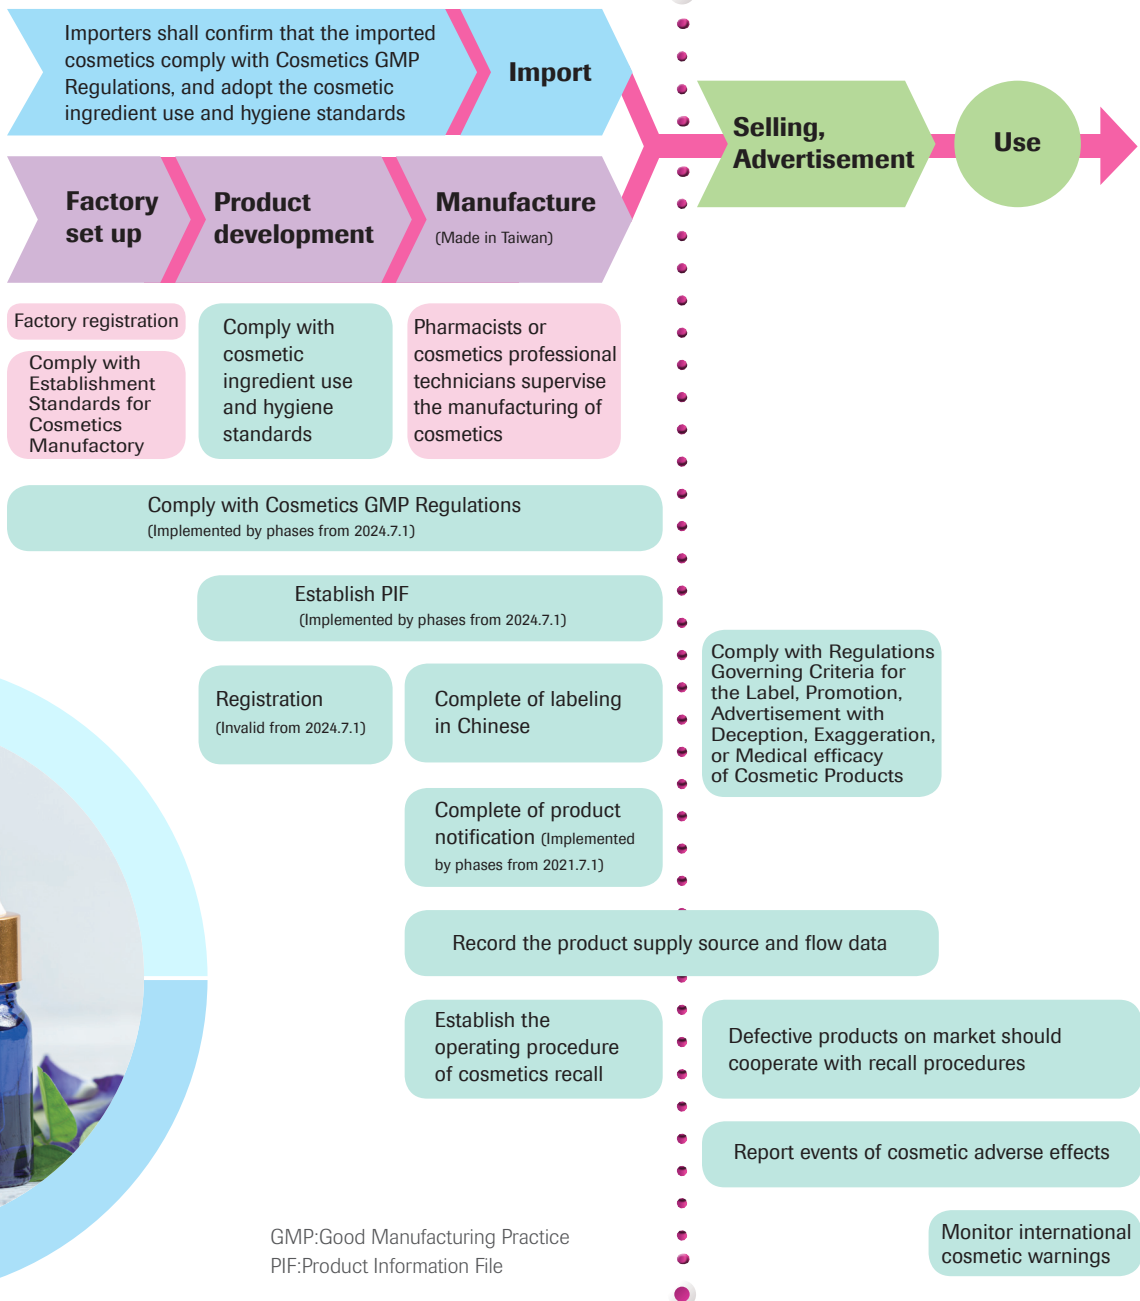 Importers shall confirm that the imported
cosmetics comply with Cosmetics GMP
Regulations, and adopt the cosmetic
ingredient use and hygiene standards
Import
Selling,
Advertisement
Use
Factory
set up
Product
development
Manufacture
(Made in Taiwan)
Factory registration
Comply with
Establishment
Standards for
Cosmetics
Manufactory
Comply with
cosmetic
ingredient use
and hygiene
standards
Pharmacists or
cosmetics professional
technicians supervise
the manufacturing of
cosmetics
Comply with Cosmetics GMP Regulations
(Implemented by phases from 2024.7.1)
Establish PIF
(Implemented by phases from 2024.7.1)
Registration
(Invalid from 2024.7.1)
Complete of labeling
in Chinese
Comply with Regulations
Governing Criteria for
the Label, Promotion,
Advertisement with
Deception, Exaggeration,
or Medical efficacy
of Cosmetic Products
Complete of product
notification (Implemented
by phases from 2021.7.1)
Record the product supply source and flow data
Establish the
operating procedure
of cosmetics recall
Defective products on market should
cooperate with recall procedures
Report events of cosmetic adverse effects
Monitor international
cosmetic warnings
GMP:Good Manufacturing Practice
PIF:Product Information File